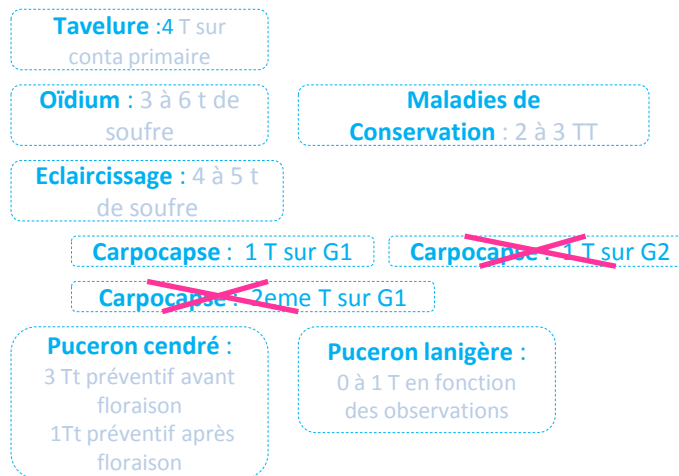 Tavelure :4 T sur
conta primaire
Oïdium : 3 à 6 t de
soufre
Maladies de
Conservation : 2 à 3 TT
Eclaircissage : 4 à 5 t
de soufre
Carpocapse : 1 T sur G1
Carpocapse : 1 T sur G2
Carpocapse : 2eme T sur G1
Puceron cendré :
3 Tt préventif avant
floraison
1Tt préventif après
floraison
Puceron lanigère :
0 à 1 T en fonction
des observations